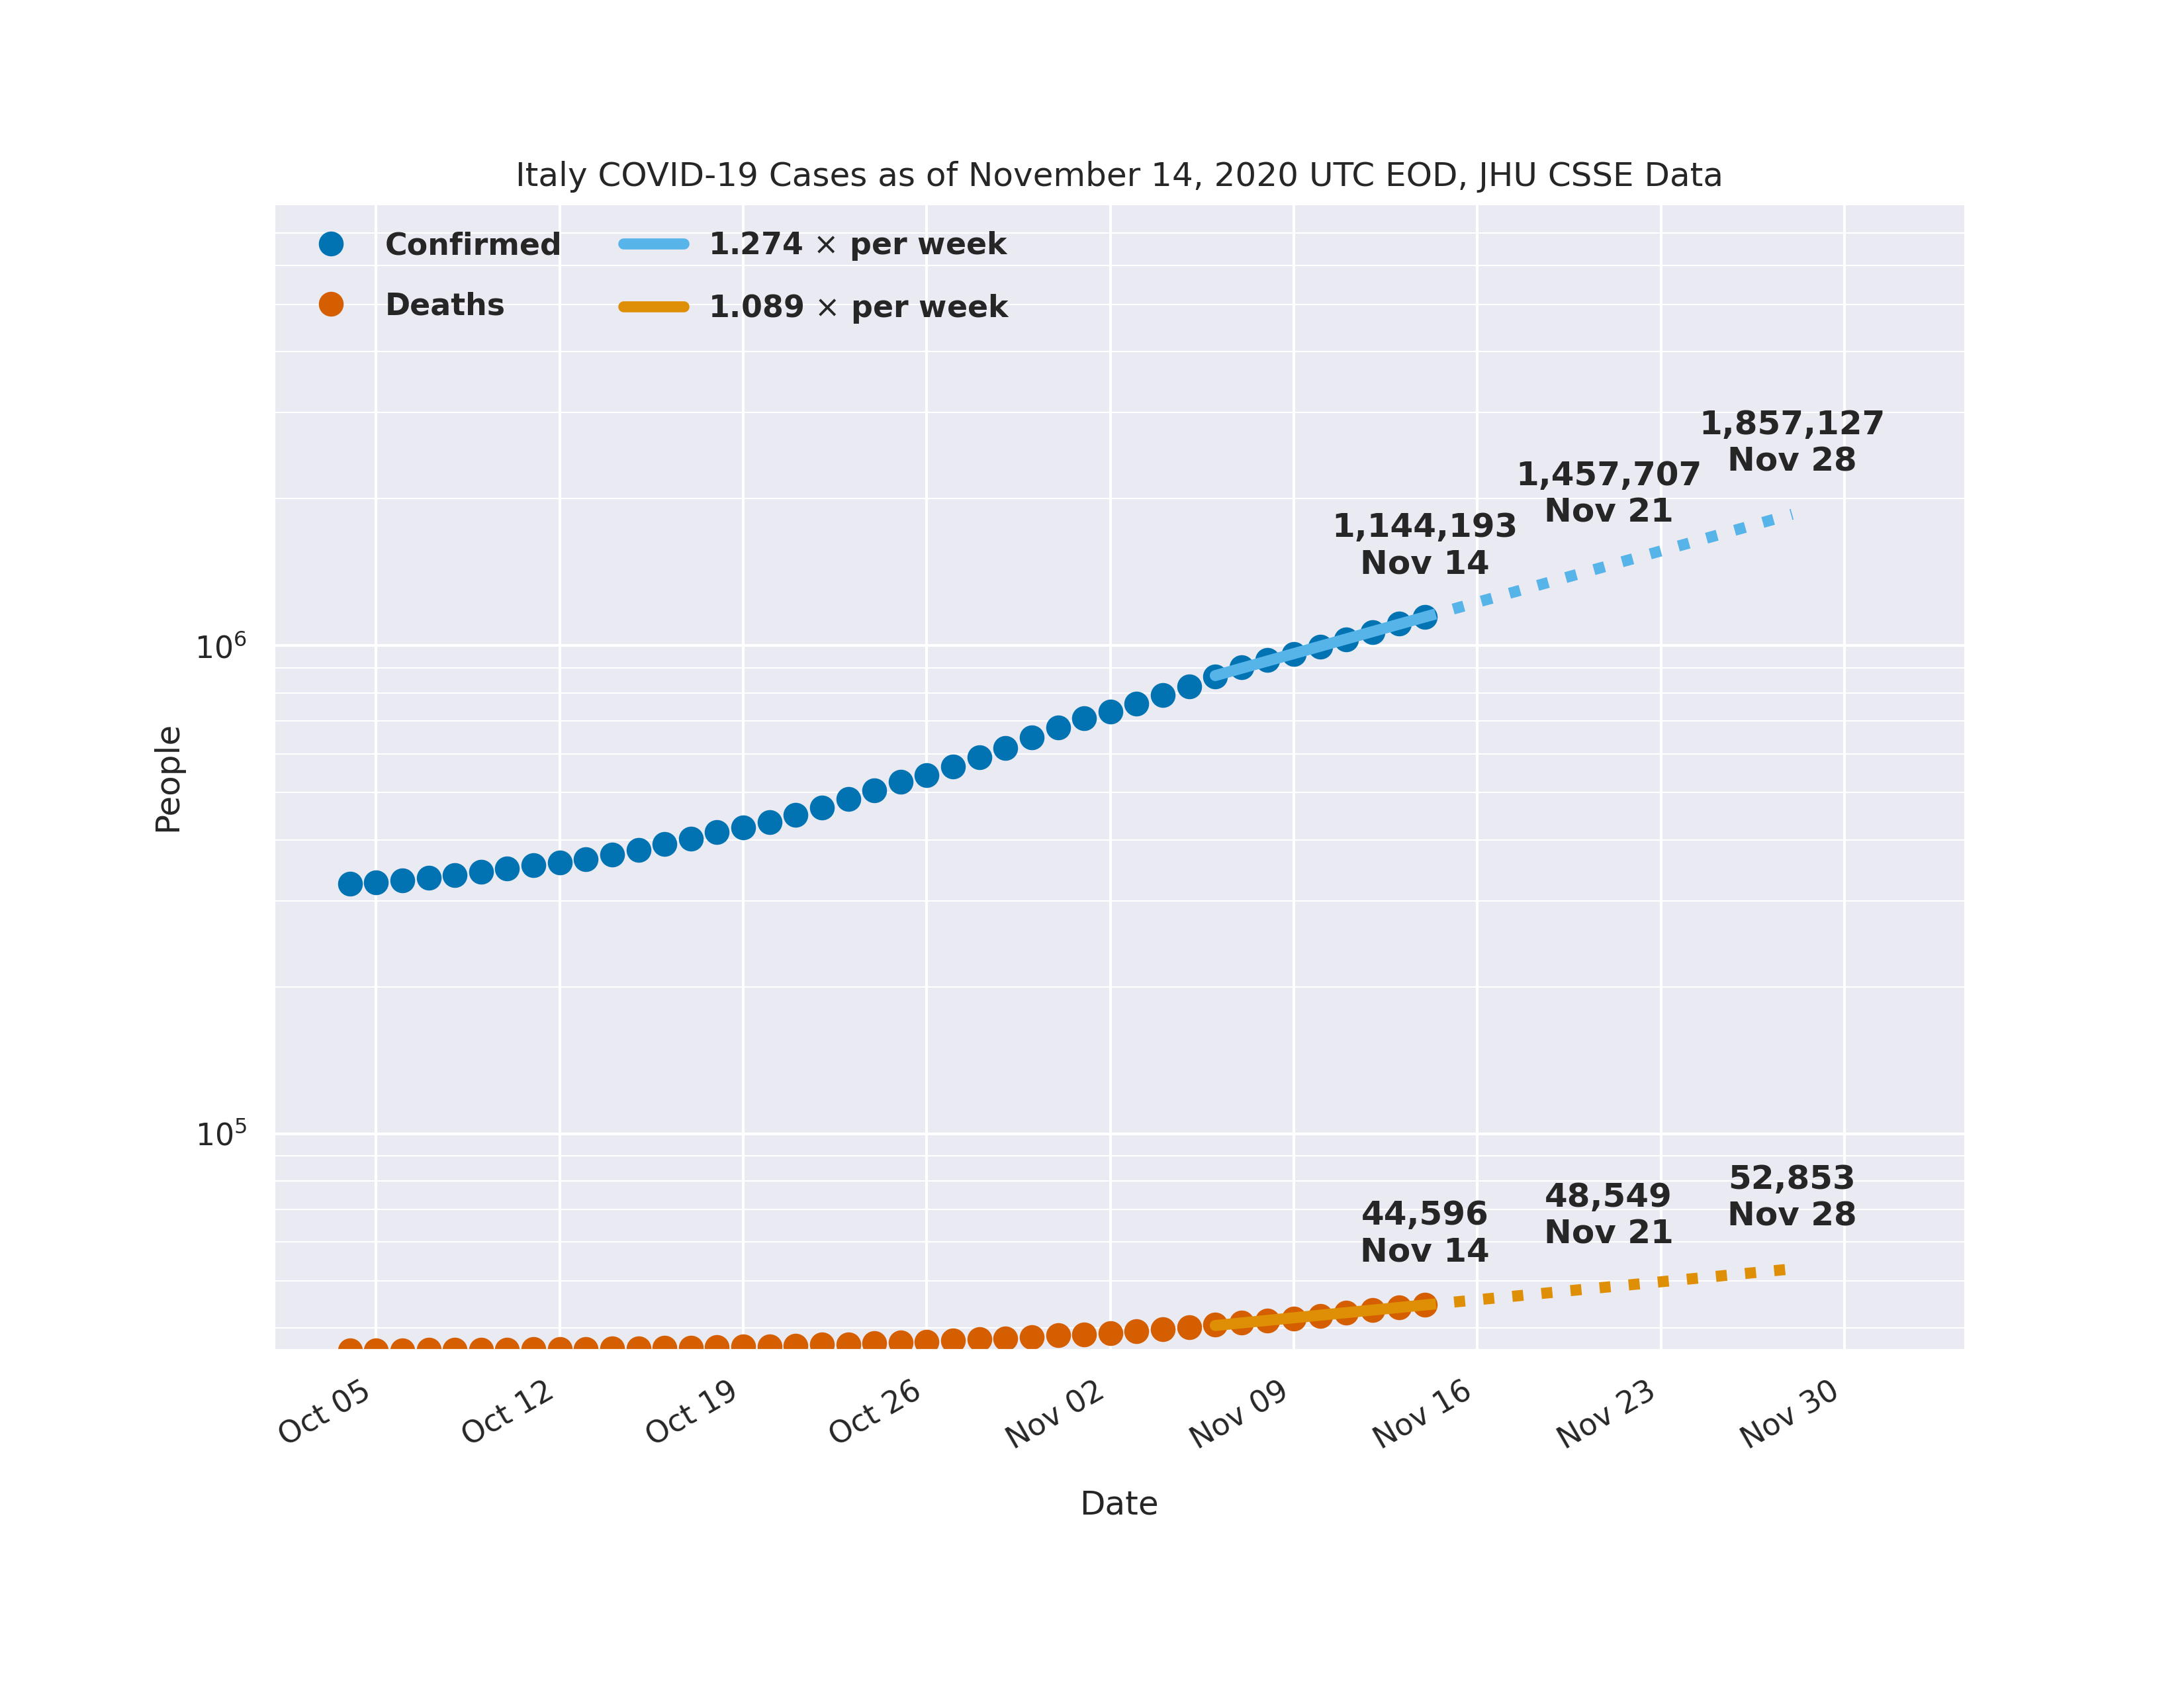 Italy COVID-19 Cases as of November 14, 2020 UTC EOD, JHU CSSE Data
Confirmed
Deaths
1.274 × per week
1.089 × per week
1,857,127
Nov 28
1,457,707
Nov 21
1,144,193
Nov 14
10⁶
People
10⁵
52,853
Nov 28
48,549
Nov 21
44,596
Nov 14
Oct 05
Oct 12
Oct 19
Oct 26
Nov 02
Nov 09
Nov 16
Nov 23
Nov 30
Date